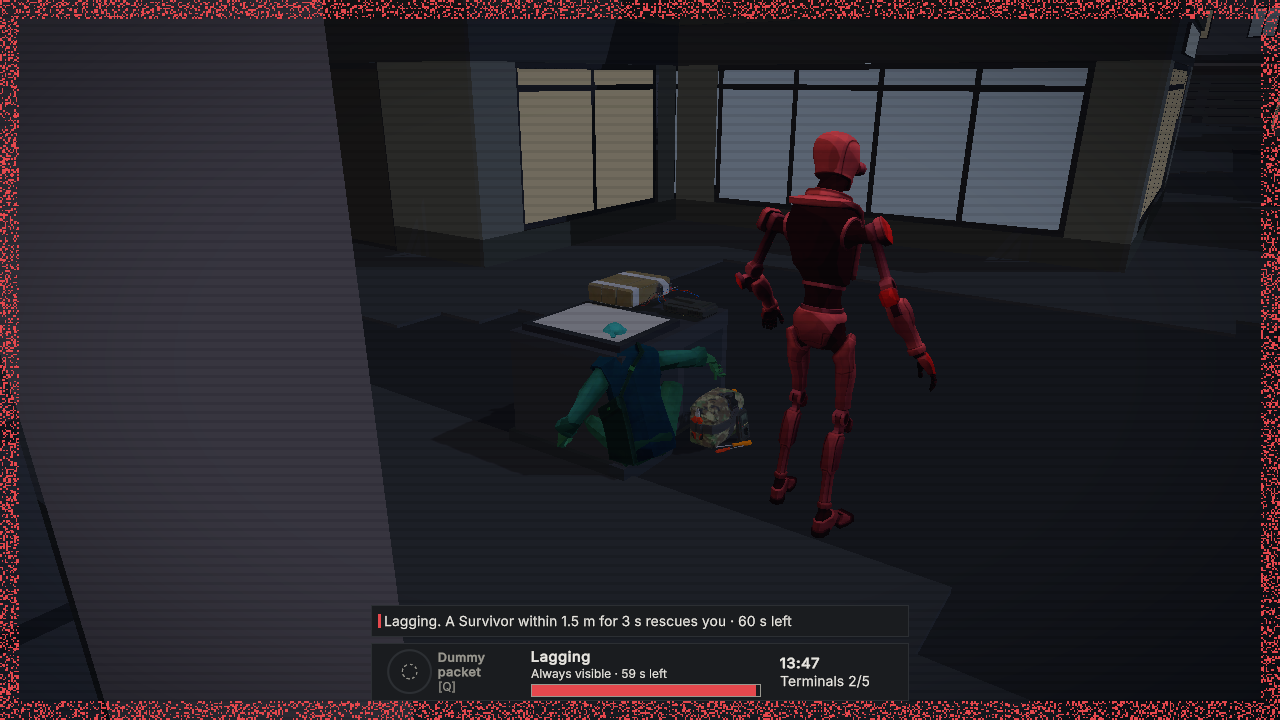 Lagging. A Survivor within 1.5 m for 3 s rescues you · 60 s left
Dummy
packet
[Q]
Lagging
Always visible · 59 s left
13:47
Terminals 2/5